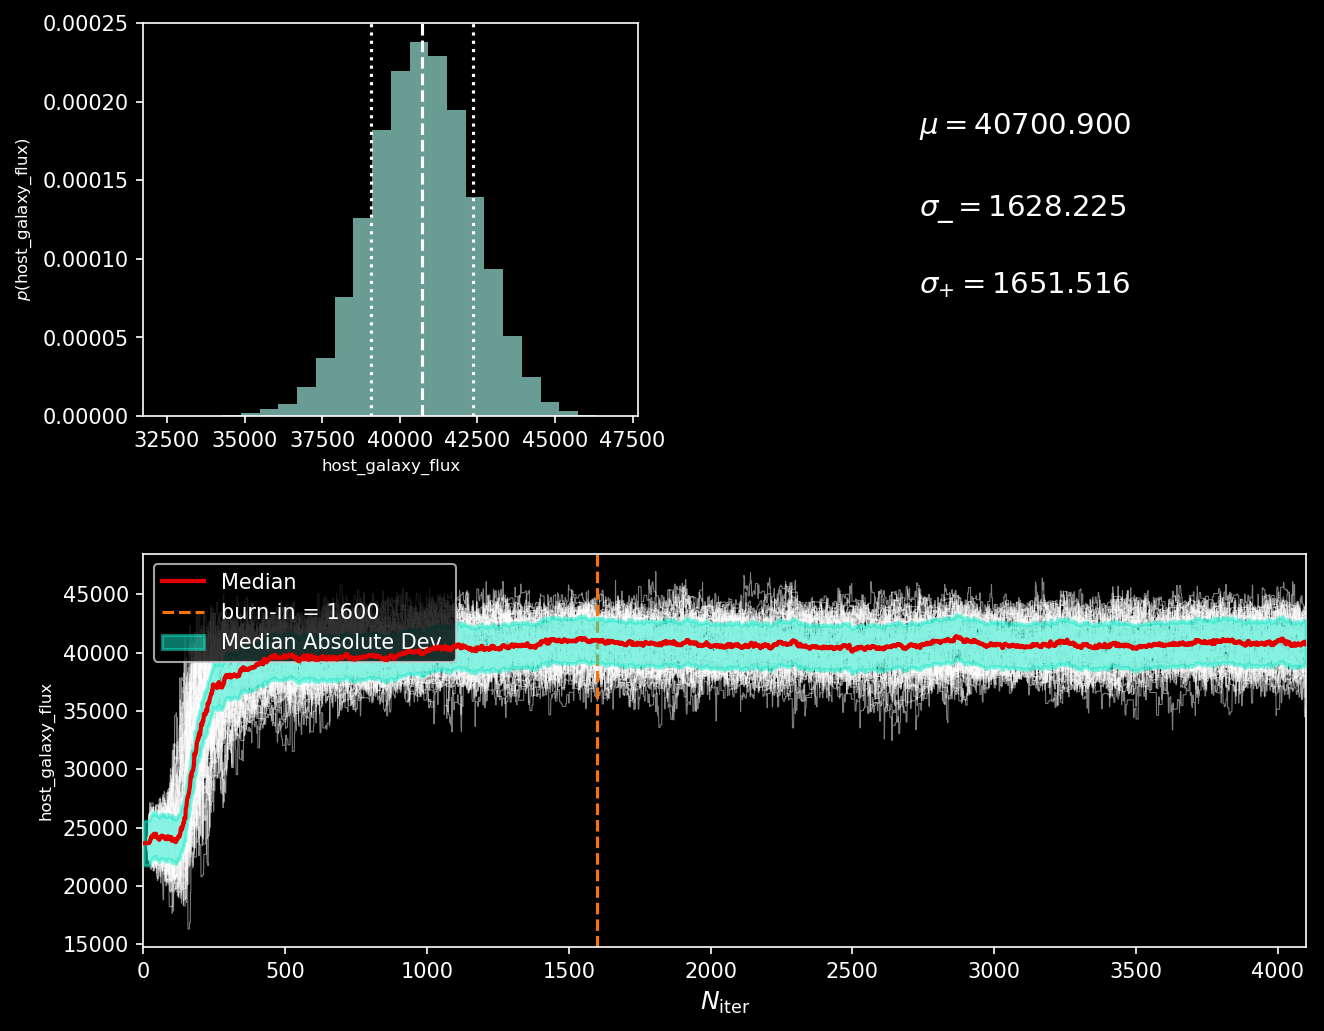 0.00025
0.00020
0.00015
0.00010
0.00005
0.00000
p(host_galaxy_flux)
32500 35000 37500 40000 42500 45000 47500
host_galaxy_flux
μ = 40700.900
σ_ = 1628.225
σ+ = 1651.516
Median
burn-in = 1600
Median Absolute Dev.
45000
40000
35000
30000
25000
20000
15000
host_galaxy_flux
0 500 1000 1500 2000 2500 3000 3500 4000
Niter